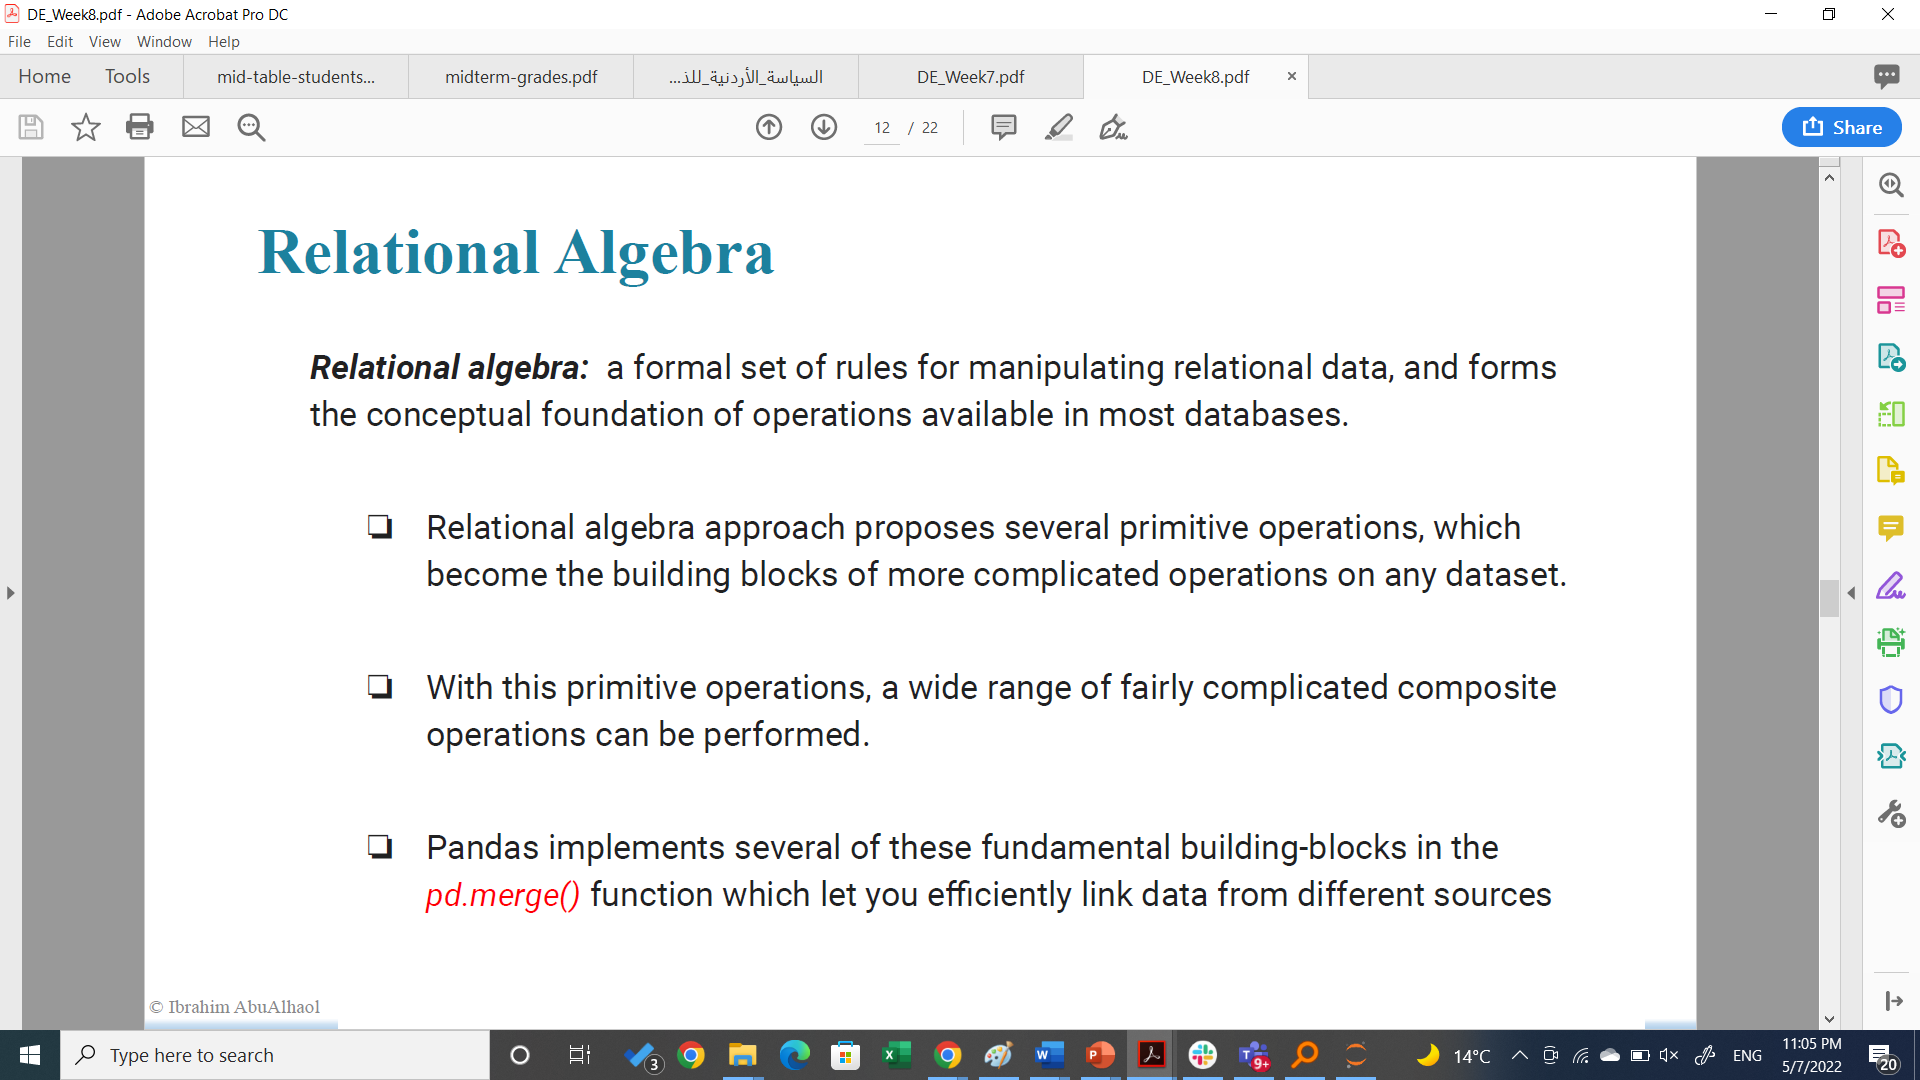 DE_Week8.pdf - Adobe Acrobat Pro DC
File Edit View Window Help
Home Tools mid-table-students... midterm-grades.pdf السياسة_الأردنية_للذ... DE_Week7.pdf DE_Week8.pdf
12 / 22 Share
Relational Algebra
Relational algebra: a formal set of rules for manipulating relational data, and forms
the conceptual foundation of operations available in most databases.
Relational algebra approach proposes several primitive operations, which
become the building blocks of more complicated operations on any dataset.
With this primitive operations, a wide range of fairly complicated composite
operations can be performed.
Pandas implements several of these fundamental building-blocks in the
pd.merge() function which let you efficiently link data from different sources
© Ibrahim AbuAlhaol
Type here to search 3 9+ 14°C ENG 11:05 PM 20
5/7/2022